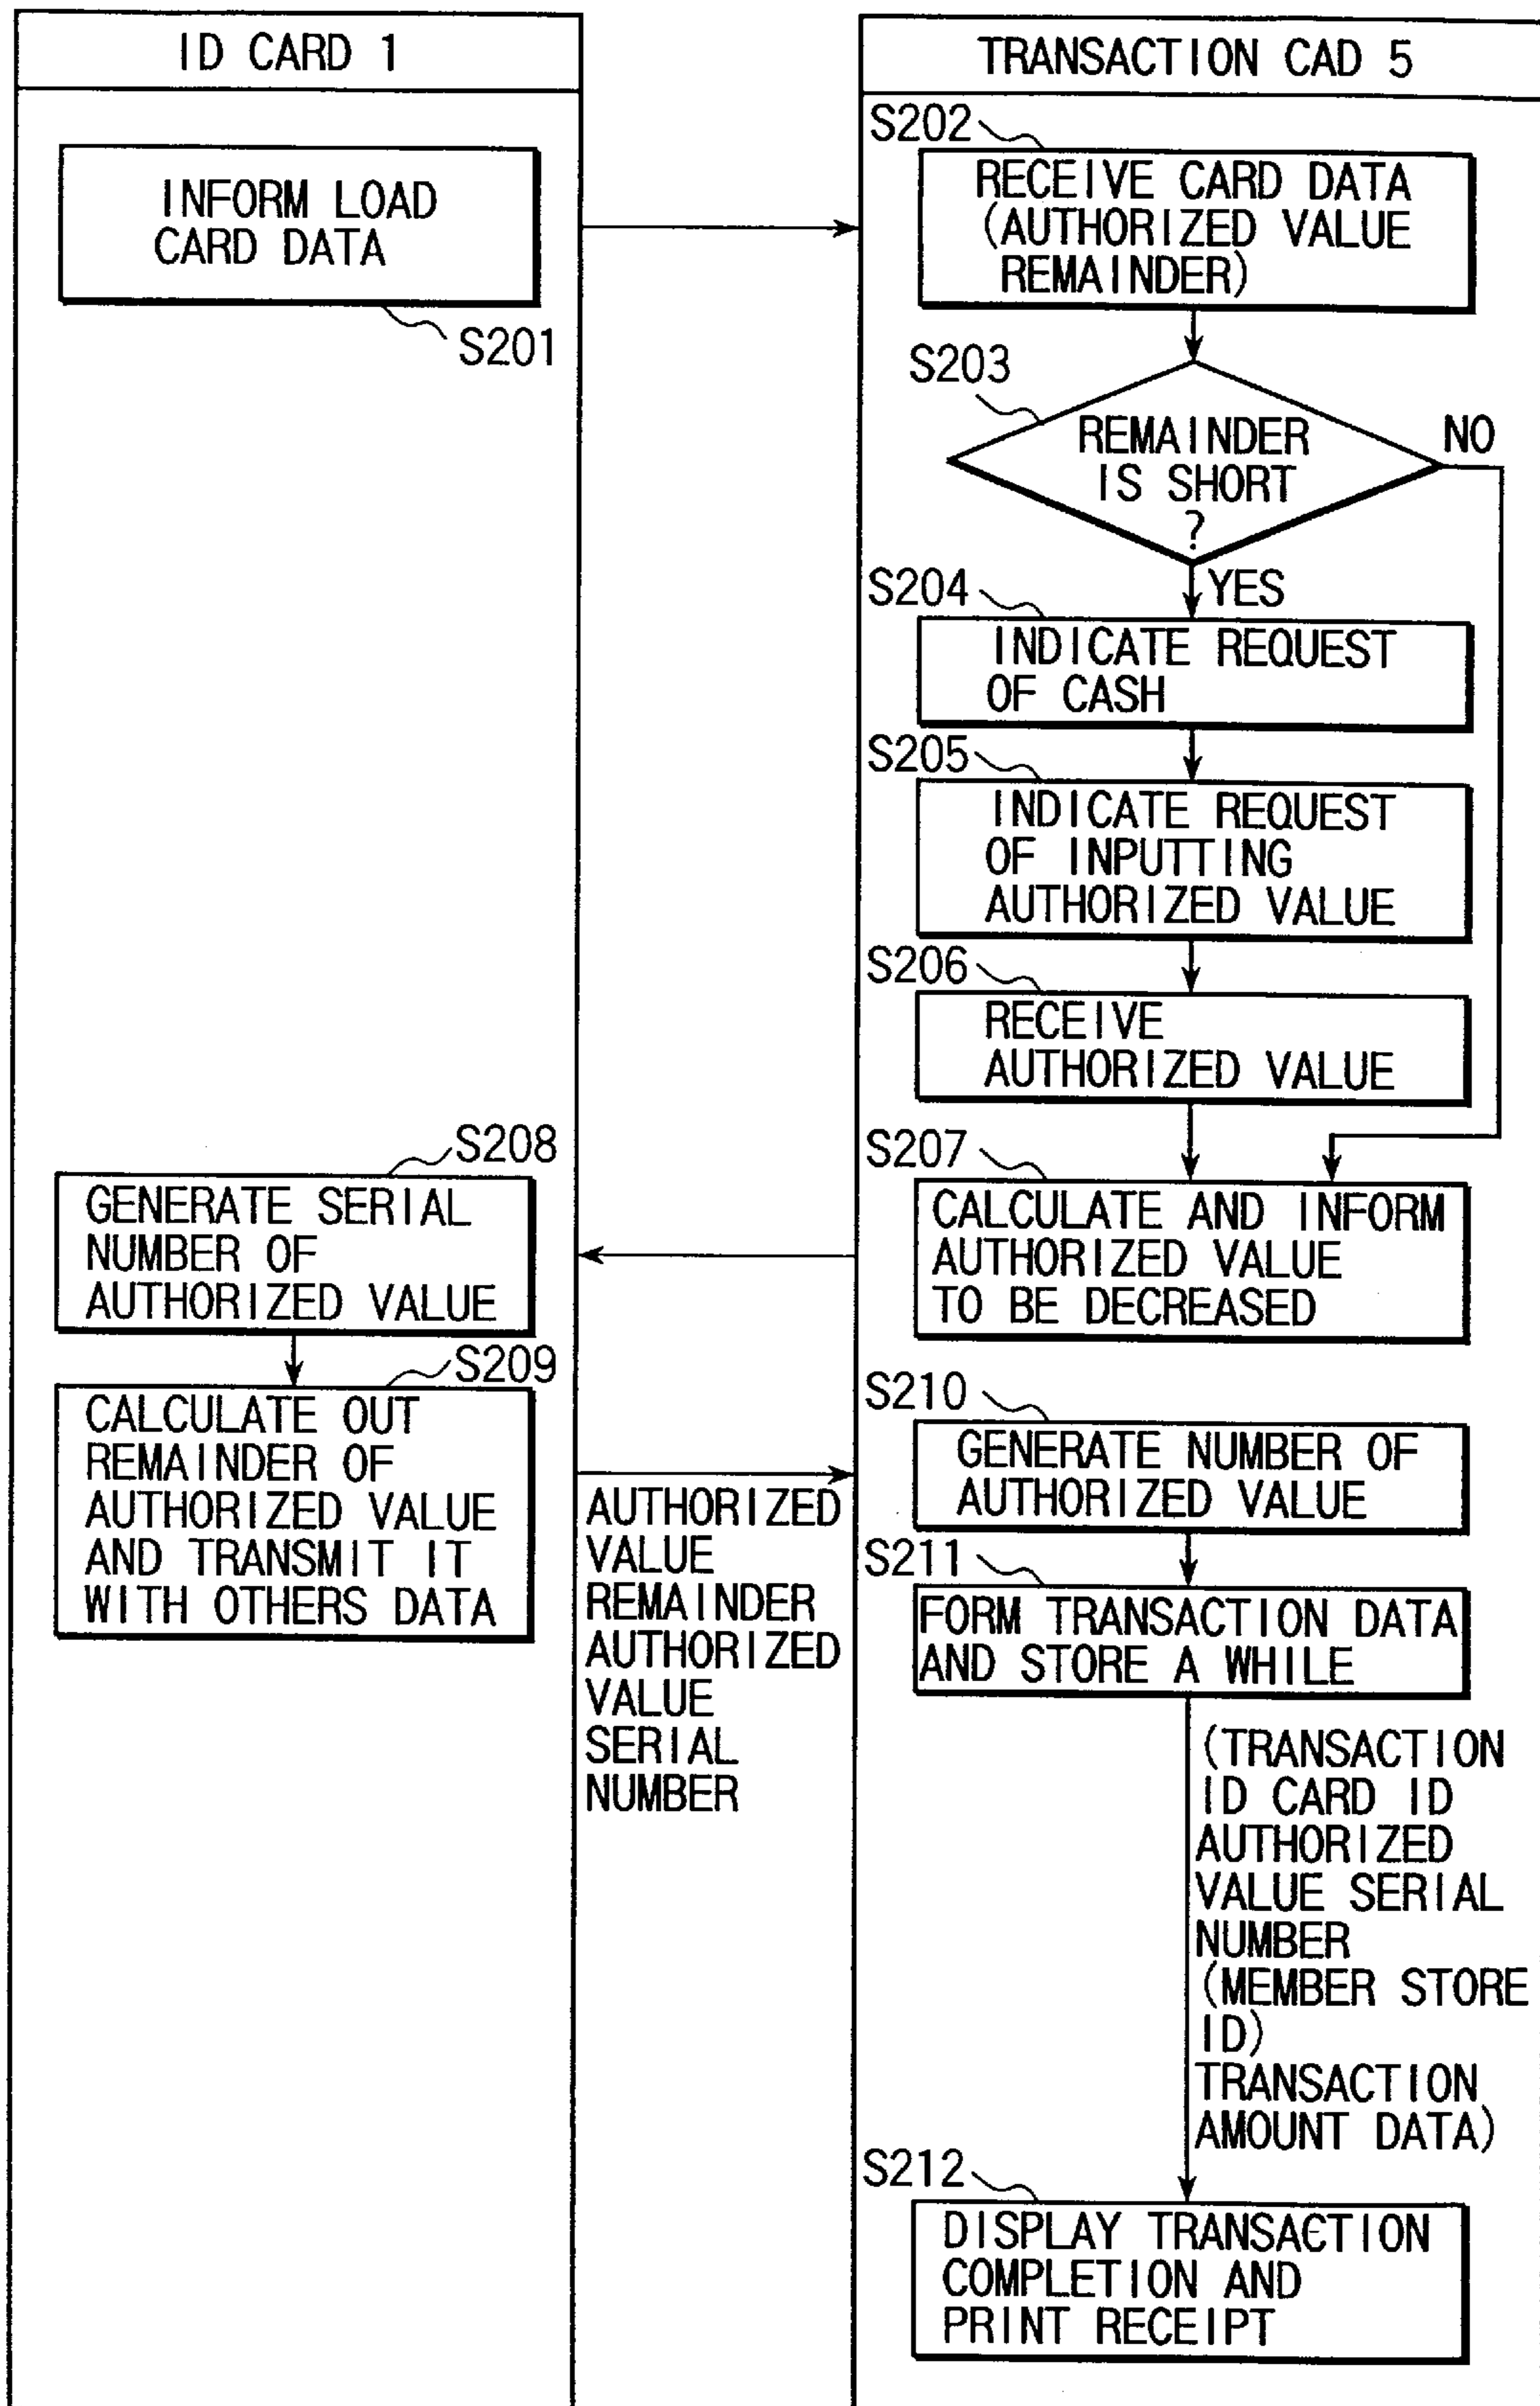 ID CARD 1
TRANSACTION CAD 5
INFORM LOAD
CARD DATA
S201
S202
RECEIVE CARD DATA
(AUTHORIZED VALUE
REMAINDER)
S203
REMAINDER
IS SHORT
?
NO
YES
S204
INDICATE REQUEST
OF CASH
S205
INDICATE REQUEST
OF INPUTTING
AUTHORIZED VALUE
S206
RECEIVE
AUTHORIZED VALUE
S207
CALCULATE AND INFORM
AUTHORIZED VALUE
TO BE DECREASED
S208
GENERATE SERIAL
NUMBER OF
AUTHORIZED VALUE
S209
CALCULATE OUT
REMAINDER OF
AUTHORIZED VALUE
AND TRANSMIT IT
WITH OTHERS DATA
AUTHORIZED
VALUE
REMAINDER
AUTHORIZED
VALUE
SERIAL
NUMBER
S210
GENERATE NUMBER OF
AUTHORIZED VALUE
S211
FORM TRANSACTION DATA
AND STORE A WHILE
(TRANSACTION
ID CARD ID
AUTHORIZED
VALUE SERIAL
NUMBER
(MEMBER STORE
ID)
TRANSACTION
AMOUNT DATA)
S212
DISPLAY TRANSACTION
COMPLETION AND
PRINT RECEIPT